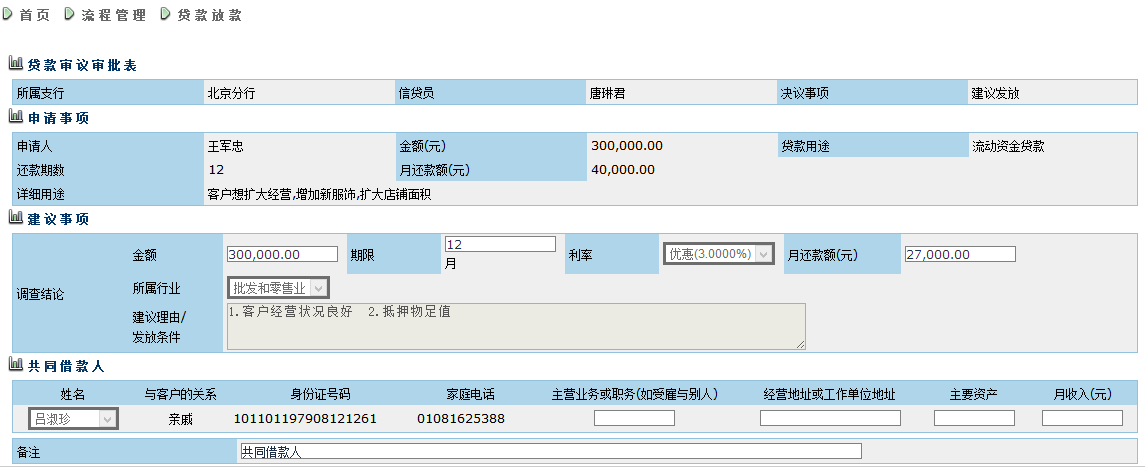 首页 流程管理 贷款放款
贷款审议审批表
所属支行 北京分行 信贷员 唐琳君 决议事项 建议发放
申请事项
申请人 王军忠 金额(元) 300,000.00 贷款用途 流动资金贷款
还款期数 12 月还款额(元) 40,000.00
详细用途 客户想扩大经营,增加新服饰,扩大店铺面积
建议事项
调查结论 金额 300,000.00 期限 12 月 利率 优惠(3.0000%) 月还款额(元) 27,000.00
所属行业 批发和零售业
建议理由/发放条件 1.客户经营状况良好 2.抵押物足值
共同借款人
姓名 与客户的关系 身份证号码 家庭电话 主营业务或职务(如受雇与别人) 经营地址或工作单位地址 主要资产 月收入(元)
吕淑珍 亲戚 101101197908121261 01081625388
备注 共同借款人